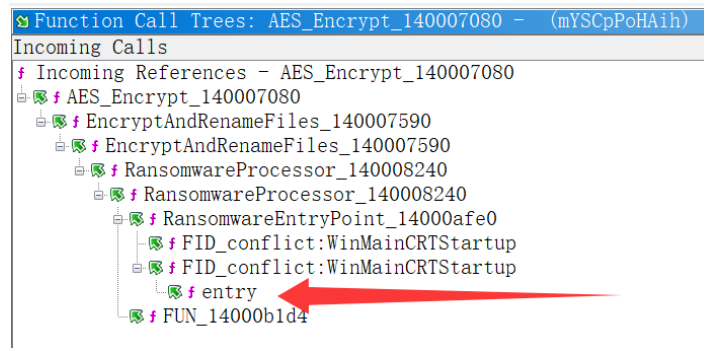 Function Call Trees: AES_Encrypt_140007080 - (mYSCpPoHAih)
Incoming Calls
f Incoming References - AES_Encrypt_140007080
f AES_Encrypt_140007080
f EncryptAndRenameFiles_140007590
f EncryptAndRenameFiles_140007590
f RansomwareProcessor_140008240
f RansomwareProcessor_140008240
f RansomwareEntryPoint_14000afe0
f FID_conflict:WinMainCRTStartup
f FID_conflict:WinMainCRTStartup
f entry
f FUN_14000b1d4